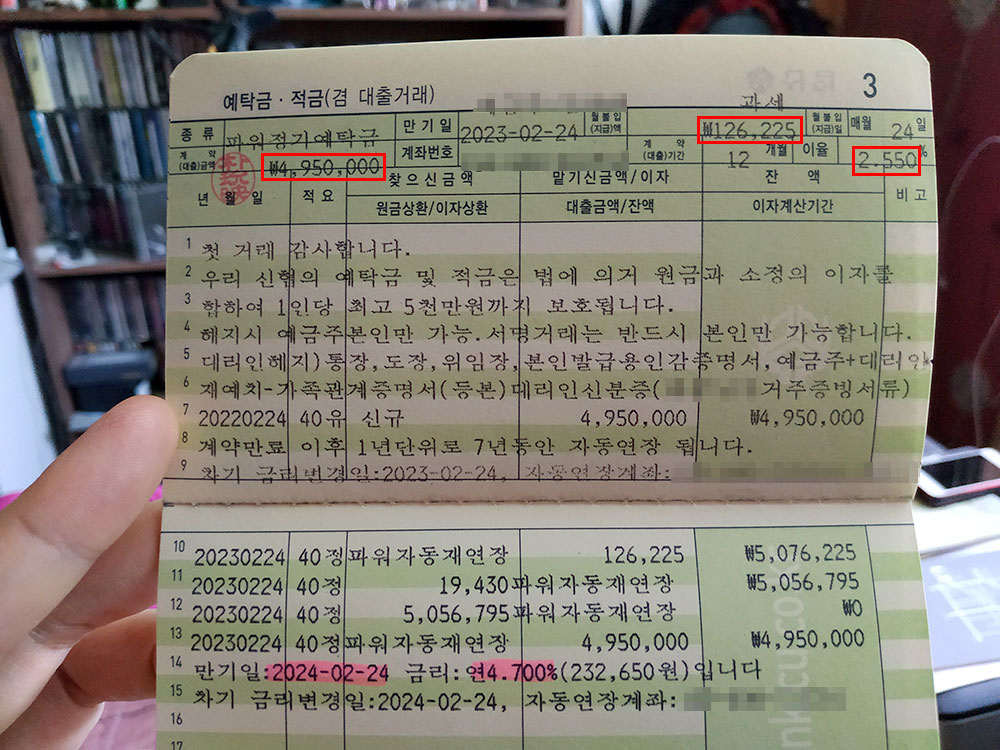 3
예탁금·적금(겸 대출거래)
과세
종 류 파워정기예탁금 만 기 일 2023-02-24 ₩126,225 월불입(지급)일 매월 24일
월불입(지급)액
계약(대출)금액 ₩4,950,000 계좌번호 계약(대출)기간 12 개월 이율 2.550%
년 월 일 적 요 찾으신금액 맡기신금액/이자 잔 액 비 고
원금상환/이자상환 대출금액/잔액 이자계산기간
1 첫 거래 감사합니다.
2 우리 신협의 예탁금 및 적금은 법에 의거 원금과 소정의 이자를
3 합하여 1인당 최고 5천만원까지 보호됩니다.
4 해지시 예금주본인만 가능.서명거래는 반드시 본인만 가능합니다.
5 대리인해지)통장,도장,위임장,본인발급용인감증명서,예금주+대리인
6 재예치-가족관계증명서(등본)대리인신분증( 거주증빙서류)
7 20220224 40유 신규 4,950,000 ₩4,950,000
8 계약만료 이후 1년단위로 7년동안 자동연장 됩니다.
9 차기 금리변경일:2023-02-24, 자동연장계좌:
10 20230224 40정파워자동재연장 126,225 ₩5,076,225
11 20230224 40정 19,430파워자동재연장 ₩5,056,795
12 20230224 40정 5,056,795파워자동재연장 ₩0
13 20230224 40정파워자동재연장 4,950,000 ₩4,950,000
14 만기일:2024-02-24 금리:연4.700%(232,650원)입니다
15 차기 금리변경일:2024-02-24, 자동연장계좌:
16
17